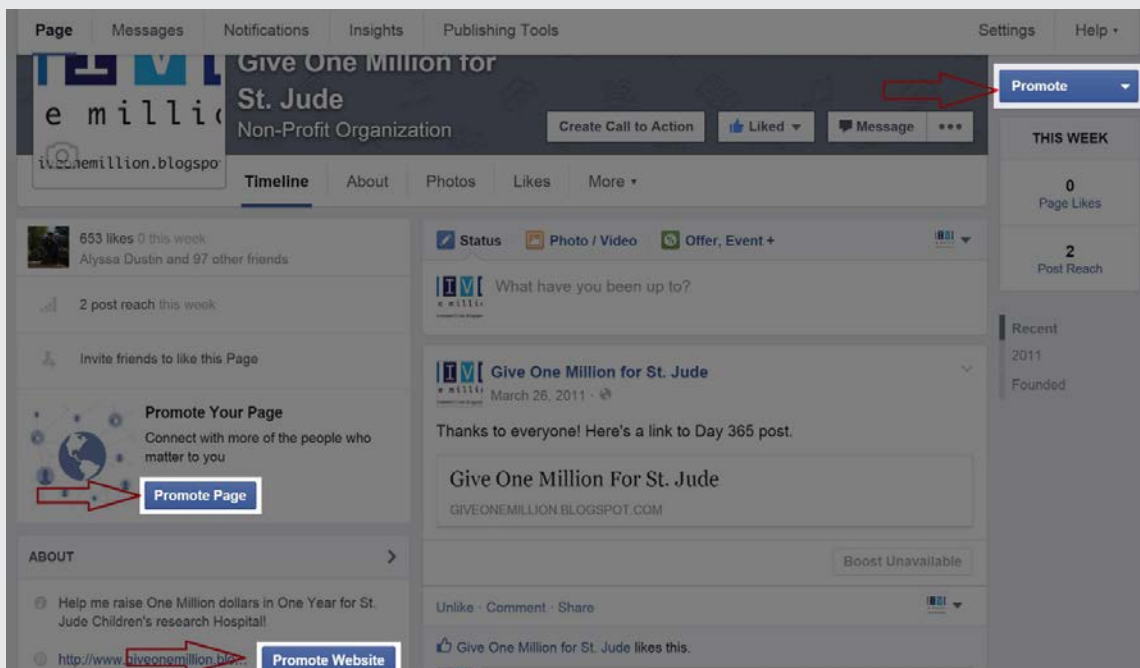 Page Messages Notifications Insights Publishing Tools Settings Help
Give One Million for
St. Jude
Non-Profit Organization
e milli
iveonemillion.blogspo
Create Call to Action Liked Message
Promote
Timeline About Photos Likes More
THIS WEEK
0
Page Likes
2
Post Reach
Recent
2011
Founded
653 likes 0 this week
Alyssa Dustin and 97 other friends
2 post reach this week
Invite friends to like this Page
Promote Your Page
Connect with more of the people who
matter to you
Promote Page
ABOUT
Help me raise One Million dollars in One Year for St.
Jude Children's research Hospital!
http://www.giveonemillion.blo...
Promote Website
Status Photo / Video Offer, Event +
What have you been up to?
Give One Million for St. Jude
March 26, 2011
Thanks to everyone! Here's a link to Day 365 post.
Give One Million For St. Jude
GIVEONEMILLION.BLOGSPOT.COM
Boost Unavailable
Unlike · Comment · Share
Give One Million for St. Jude likes this.